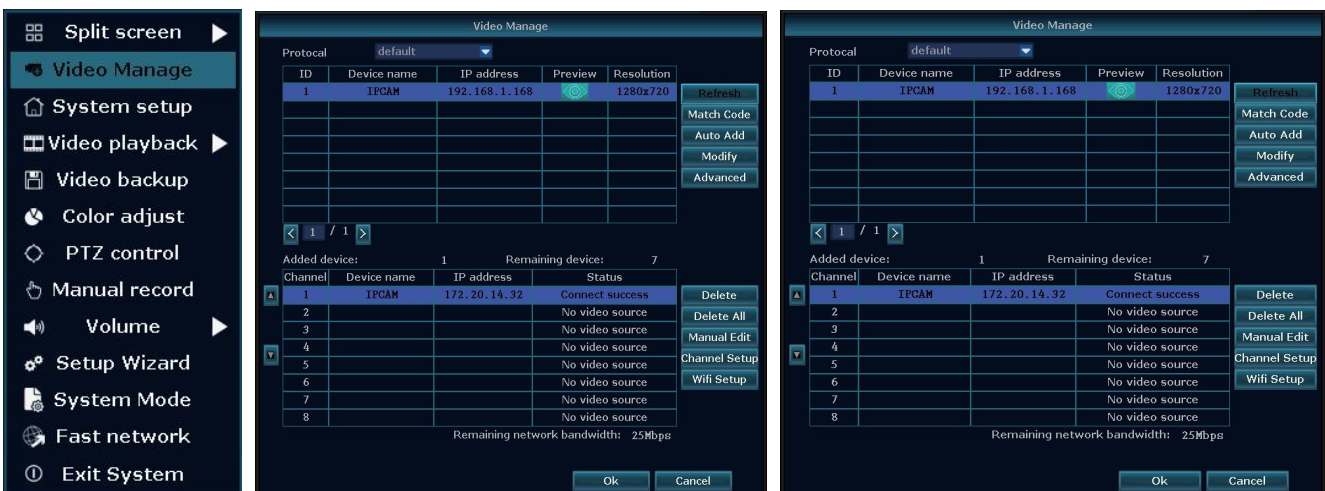 Split screen
Video Manage
System setup
Video playback
Video backup
Color adjust
PTZ control
Manual record
Volume
Setup Wizard
System Mode
Fast network
Exit System
Video Manage
Protocal default
ID Device name IP address Preview Resolution
1 IPCAM 192.168.1.168 1280x720
Refresh
Match Code
Auto Add
Modify
Advanced
1 / 1
Added device: 1 Remaining device: 7
Channel Device name IP address Status
1 IPCAM 172.20.14.32 Connect success
2 No video source
3 No video source
4 No video source
5 No video source
6 No video source
7 No video source
8 No video source
Delete
Delete All
Manual Edit
Channel Setup
Wifi Setup
Remaining network bandwidth: 25Mbps
Ok Cancel
Video Manage
Protocal default
ID Device name IP address Preview Resolution
1 IPCAM 192.168.1.168 1280x720
Refresh
Match Code
Auto Add
Modify
Advanced
1 / 1
Added device: 1 Remaining device: 7
Channel Device name IP address Status
1 IPCAM 172.20.14.32 Connect success
2 No video source
3 No video source
4 No video source
5 No video source
6 No video source
7 No video source
8 No video source
Delete
Delete All
Manual Edit
Channel Setup
Wifi Setup
Remaining network bandwidth: 25Mbps
Ok Cancel